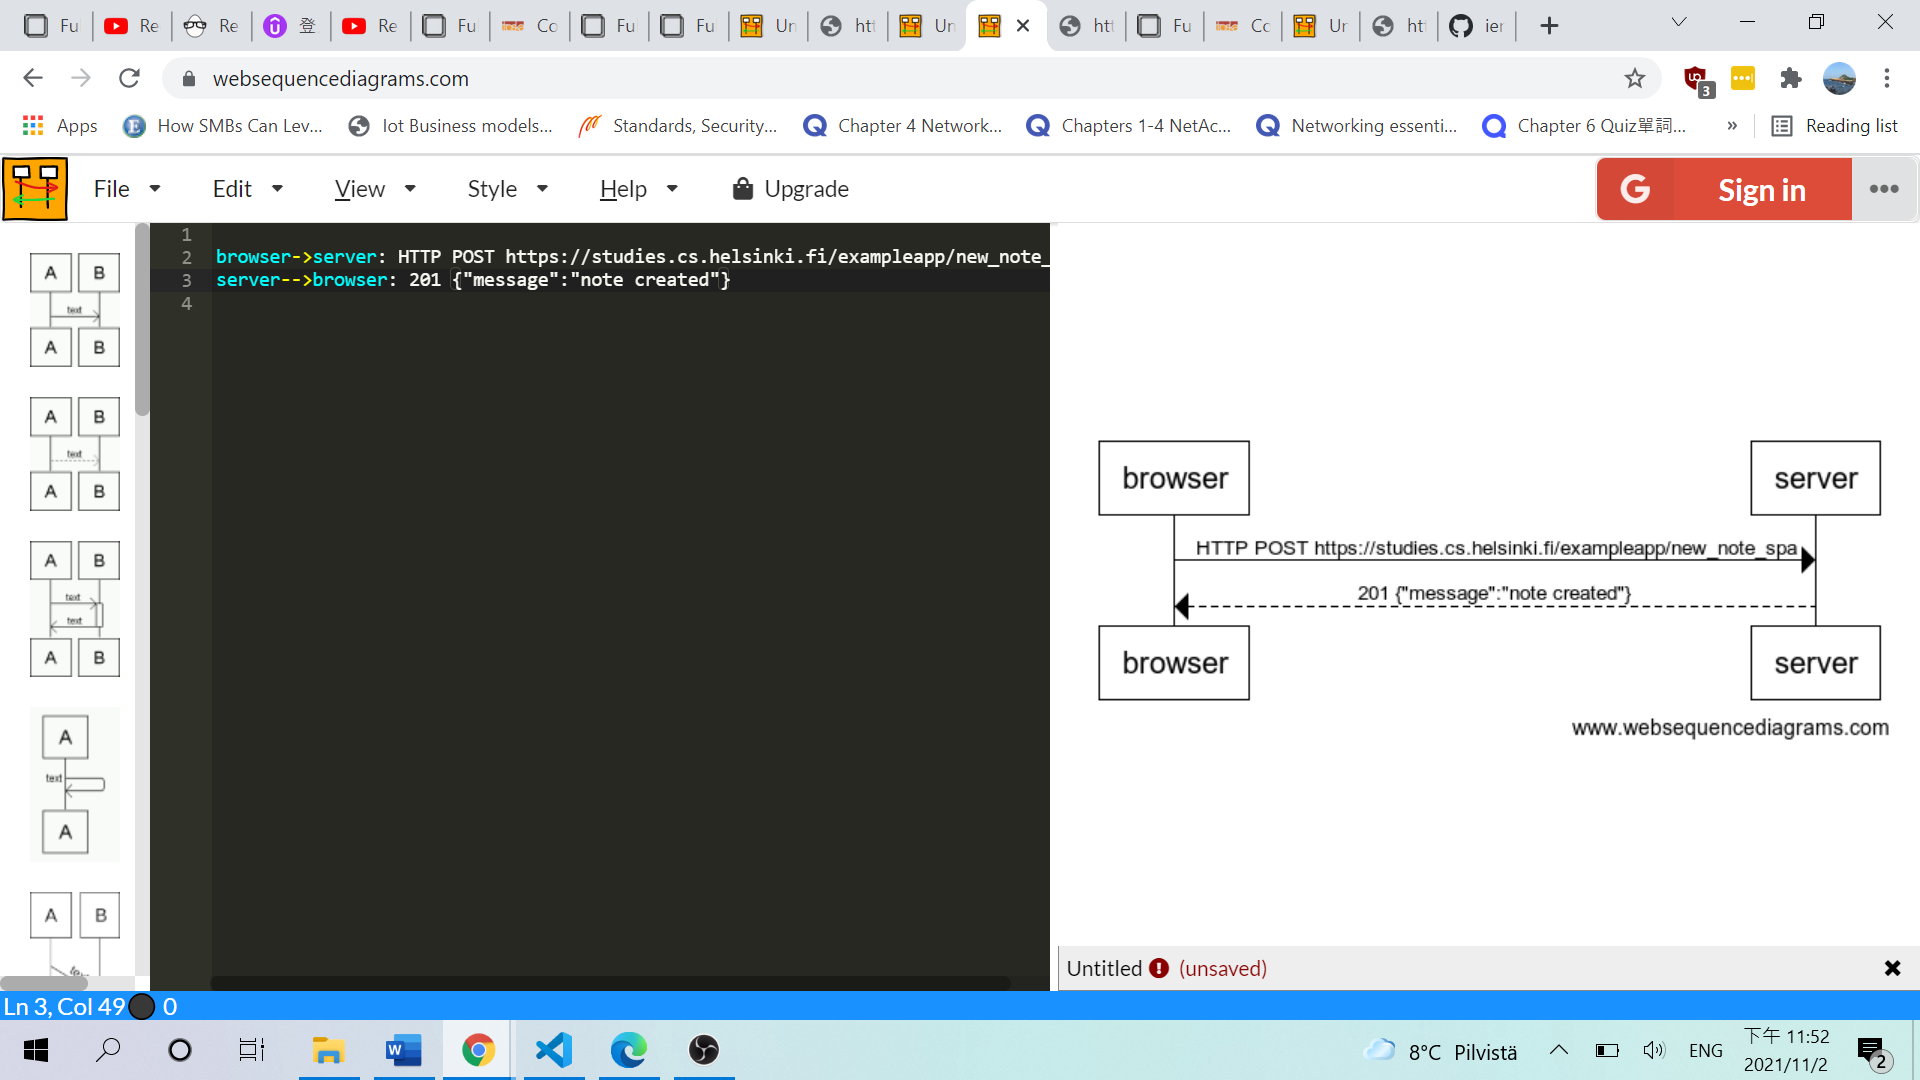 Fu
Re
Re
登
Re
Fu
Co
Fu
Fu
Un
htt
Un
htt
Fu
Co
Ur
ht
ier
websequencediagrams.com
3
Apps
How SMBs Can Lev...
Iot Business models...
Standards, Security...
Chapter 4 Network...
Chapters 1-4 NetAc...
Networking essenti...
Chapter 6 Quiz單詞...
»
Reading list
File
Edit
View
Style
Help
Upgrade
G
Sign in
1
2 browser->server: HTTP POST https://studies.cs.helsinki.fi/exampleapp/new_note_
3 server-->browser: 201 {"message":"note created"}
4
A B
text
A B
A B
text
A B
A B
text
text
A B
A
text
A
A B
browser server
HTTP POST https://studies.cs.helsinki.fi/exampleapp/new_note_spa
201 {"message":"note created"}
browser server
www.websequencediagrams.com
Untitled (unsaved)
Ln 3, Col 49 0
8°C Pilvistä
ENG
下午 11:52
2021/11/2
2